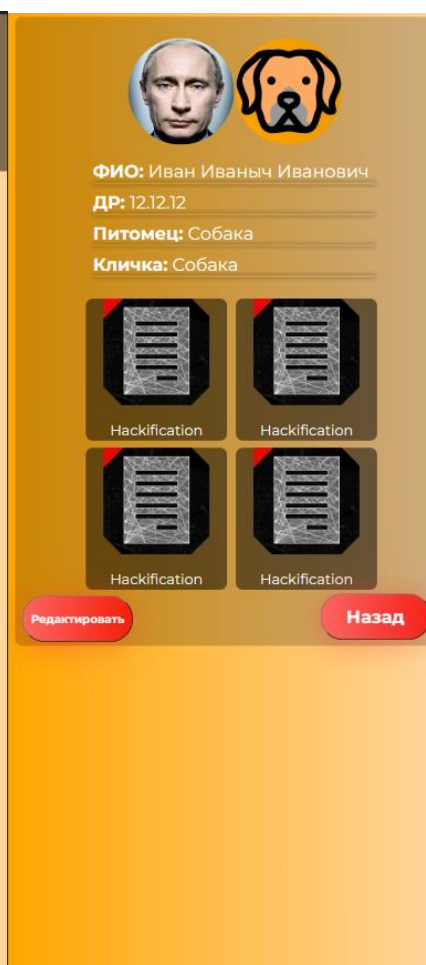 ФИО: Иван Иваныч Иванович
ДР: 12.12.12
Питомец: Собака
Кличка: Собака
Hackification Hackification
Hackification Hackification
Редактировать Назад